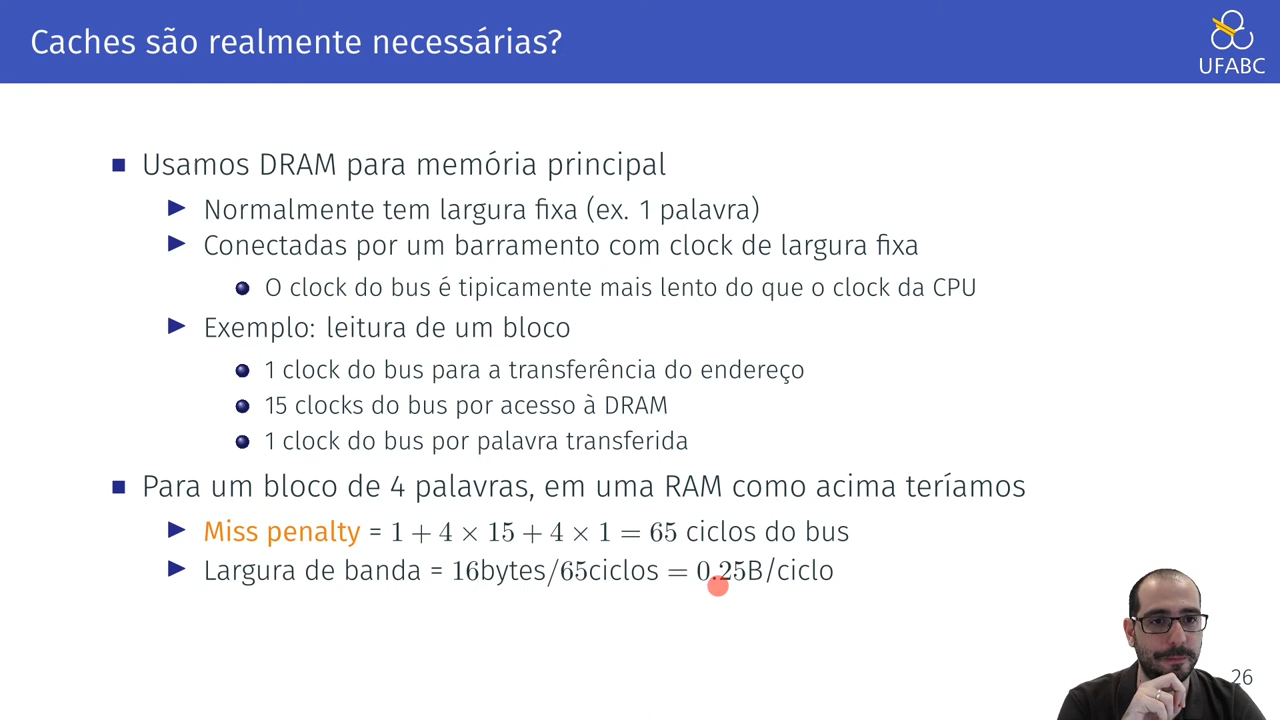 Caches são realmente necessárias?
UFABC
Usamos DRAM para memória principal
Normalmente tem largura fixa (ex. 1 palavra)
Conectadas por um barramento com clock de largura fixa
O clock do bus é tipicamente mais lento do que o clock da CPU
Exemplo: leitura de um bloco
1 clock do bus para a transferência do endereço
15 clocks do bus por acesso à DRAM
1 clock do bus por palavra transferida
Para um bloco de 4 palavras, em uma RAM como acima teríamos
Miss penalty = 1 + 4 × 15 + 4 × 1 = 65 ciclos do bus
Largura de banda = 16bytes/65ciclos = 0.25B/ciclo
26